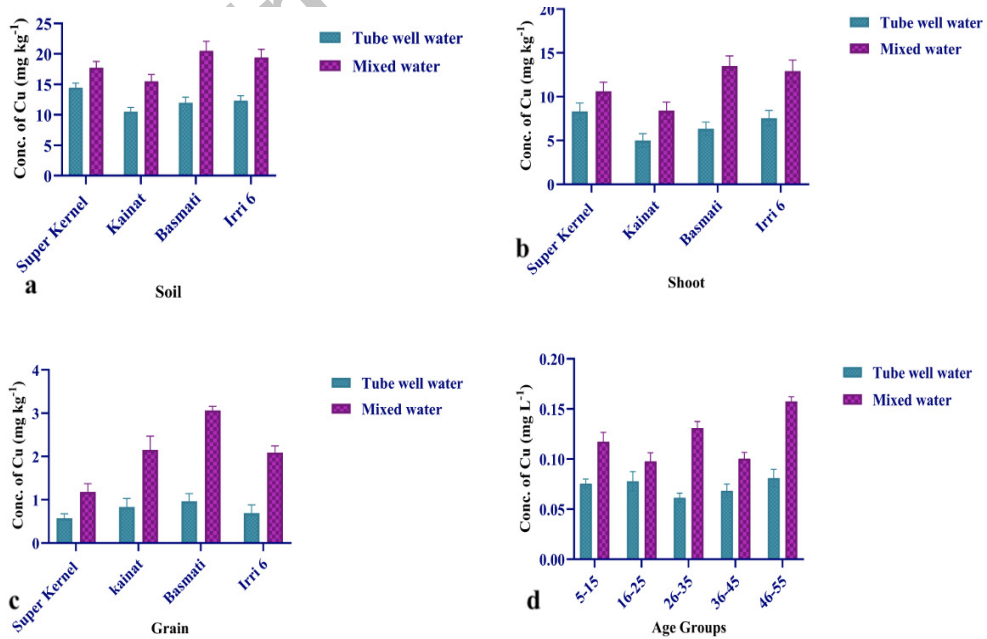 Conc. of Cu (mg kg-1)
25
20
15
10
5
0
Super Kernel
Kainat
Basmati
Irri 6
Tube well water
Mixed water
a
Soil
Conc. of Cu (mg kg-1)
20
15
10
5
0
Super Kernel
Kainat
Basmati
Irri 6
Tube well water
Mixed water
b
Shoot
Conc. of Cu (mg kg-1)
4
3
2
1
0
Super Kernel
kainat
Basmati
Irri 6
Tube well water
Mixed water
c
Grain
Conc. of Cu (mg L-1)
0.20
0.15
0.10
0.05
0.00
5-15
16-25
26-35
36-45
46-55
Tube well water
Mixed water
d
Age Groups